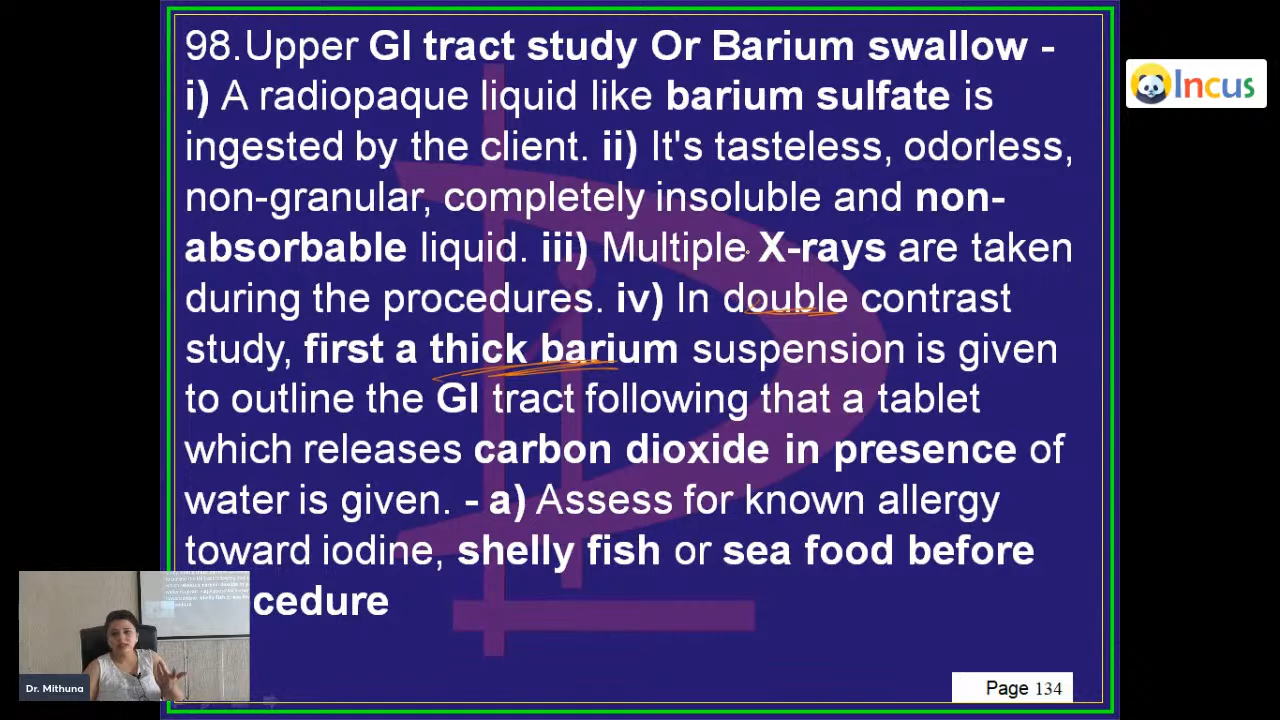 98.Upper GI tract study Or Barium swallow -
i) A radiopaque liquid like barium sulfate is
ingested by the client. ii) It's tasteless, odorless,
non-granular, completely insoluble and non-
absorbable liquid. iii) Multiple X-rays are taken
during the procedures. iv) In double contrast
study, first a thick barium suspension is given
to outline the GI tract following that a tablet
which releases carbon dioxide in presence of
water is given. - a) Assess for known allergy
toward iodine, shelly fish or sea food before
cedure
Page 134
Incus
Dr. Mithuna